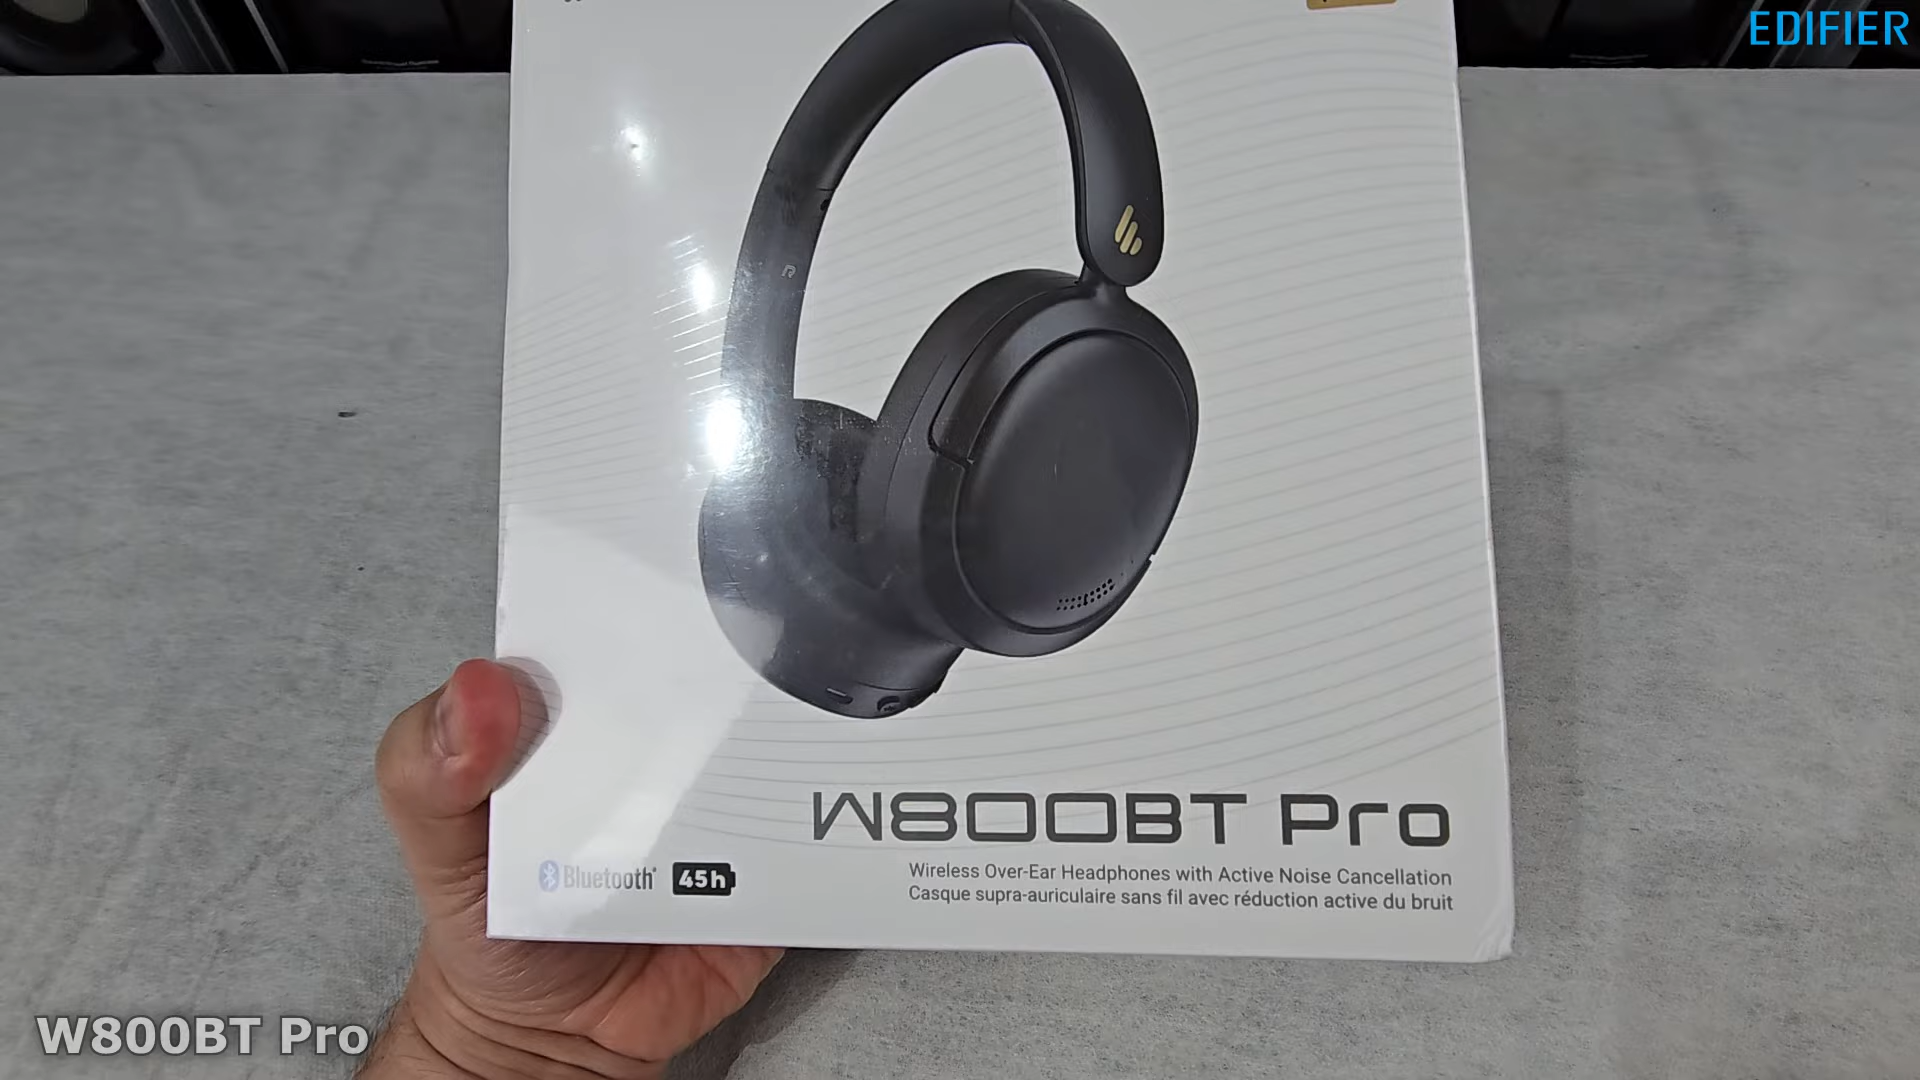 EDIFIER
R
W800BT Pro
Bluetooth®
45h
Wireless Over-Ear Headphones with Active Noise Cancellation
Casque supra-auriculaire sans fil avec réduction active du bruit
W800BT Pro